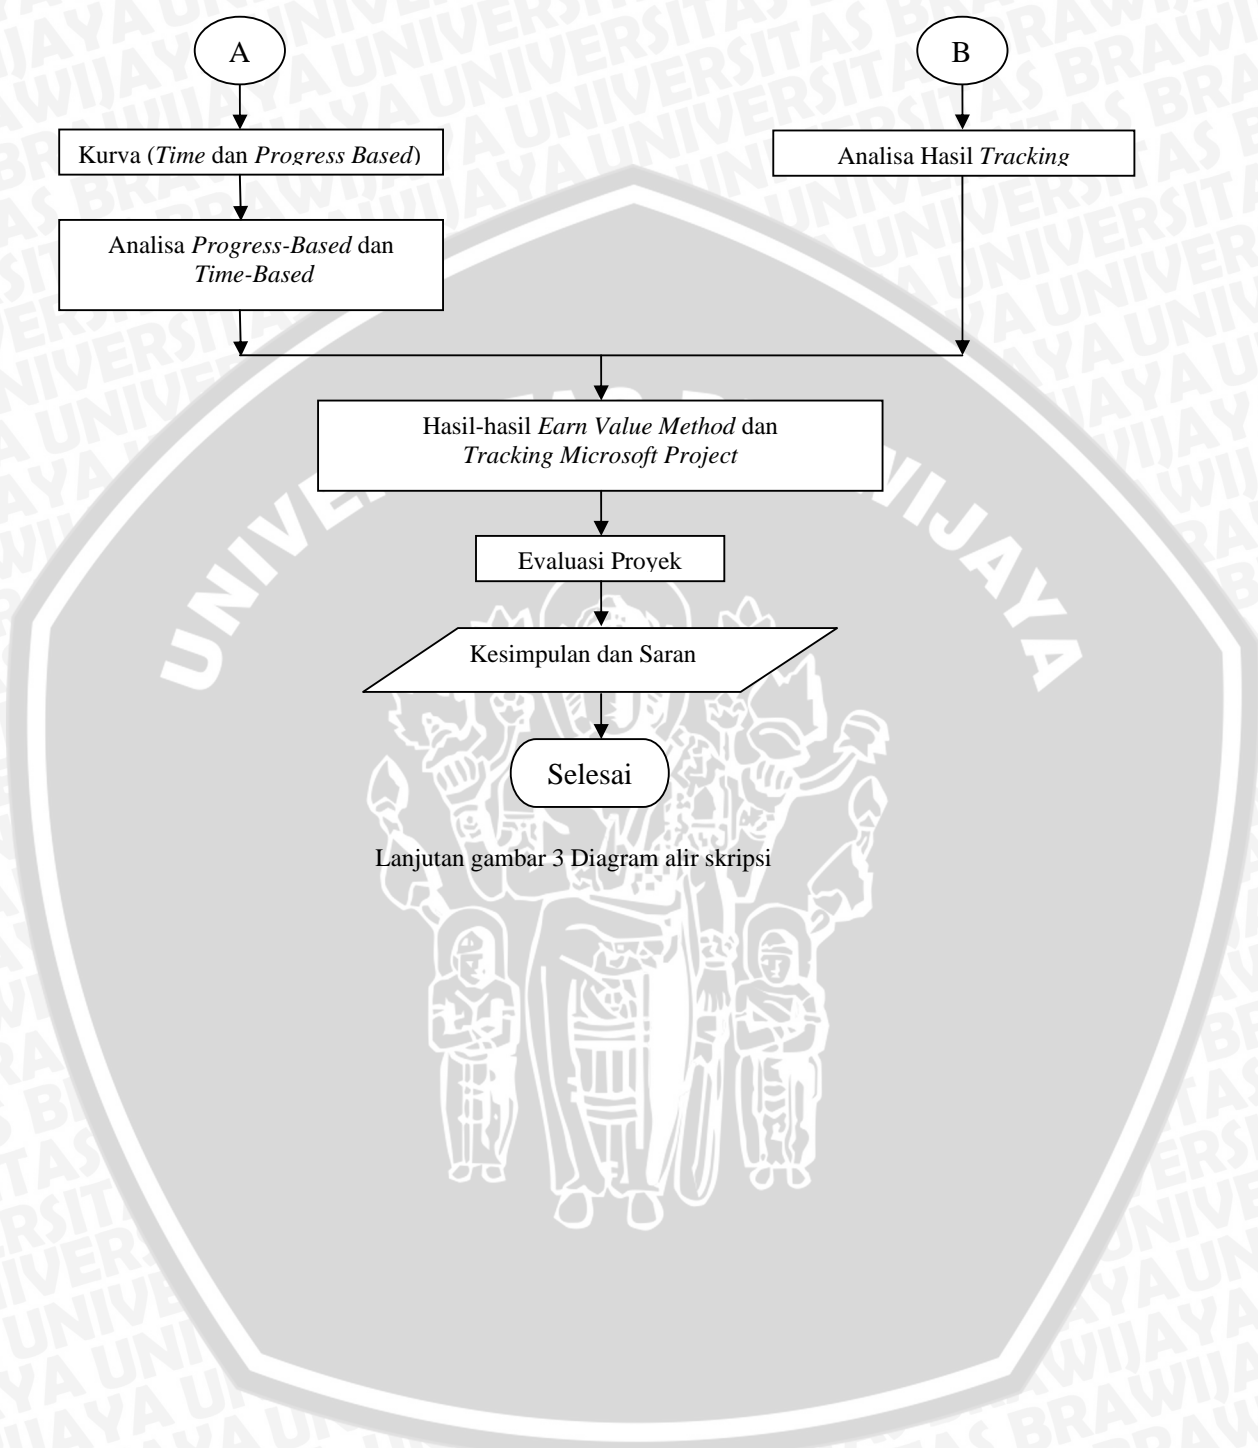 A
B
Kurva (Time dan Progress Based)
Analisa Hasil Tracking
Analisa Progress-Based dan
Time-Based
Hasil-hasil Earn Value Method dan
Tracking Microsoft Project
Evaluasi Proyek
Kesimpulan dan Saran
Selesai
Lanjutan gambar 3 Diagram alir skripsi